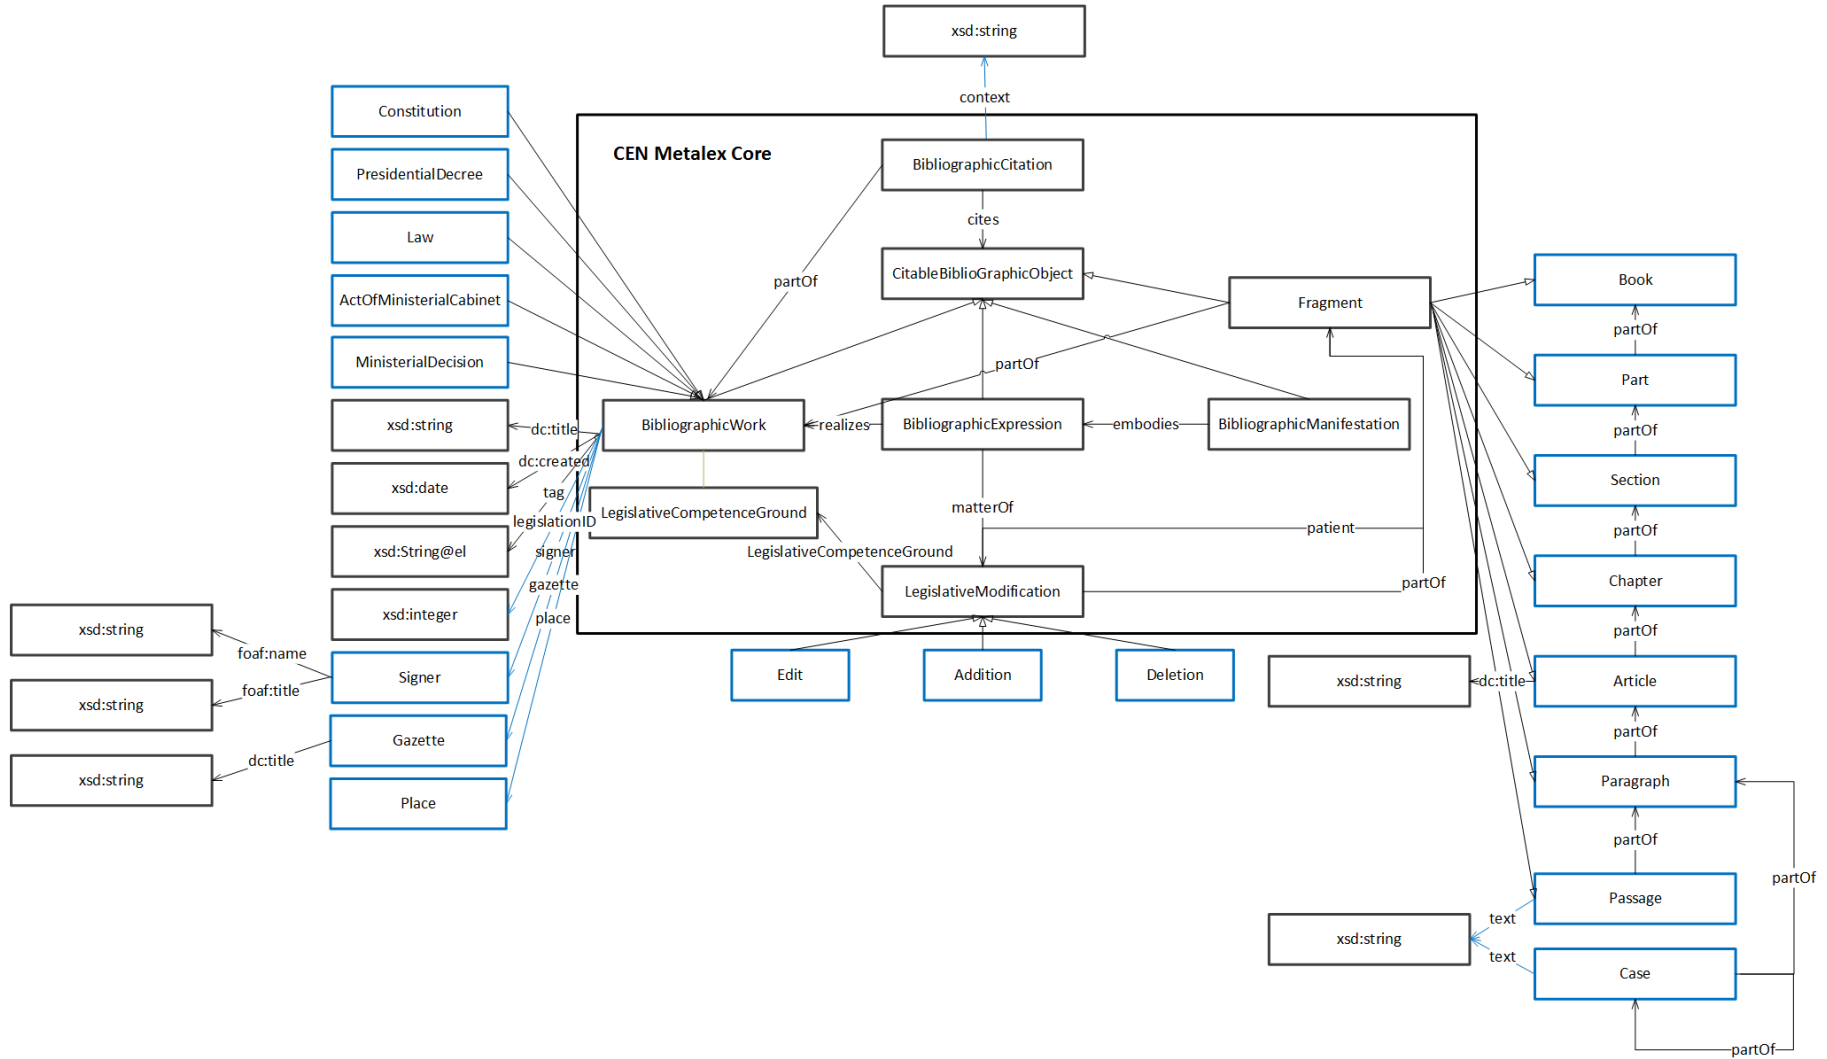 xsd:string
context
CEN Metalex Core
Constitution
PresidentialDecree
Law
ActOfMinisterialCabinet
MinisterialDecision
xsd:string
xsd:date
xsd:String@el
xsd:integer
Signer
Gazette
Place
dc:title
dc:created
tag
legislationID
signer
gazette
place
xsd:string
xsd:string
xsd:string
foaf:name
foaf:title
dc:title
BibliographicCitation
cites
partOf
CitableBiblioGraphicObject
Fragment
partOf
BibliographicWork
realizes
BibliographicExpression
embodies
BibliographicManifestation
LegislativeCompetenceGround
matterOf
patient
LegislativeCompetenceGround
LegislativeModification
partOf
Edit
Addition
Deletion
Book
partOf
Part
partOf
Section
partOf
Chapter
partOf
xsd:string
dc:title
Article
partOf
Paragraph
partOf
partOf
Passage
text
xsd:string
text
Case
partOf